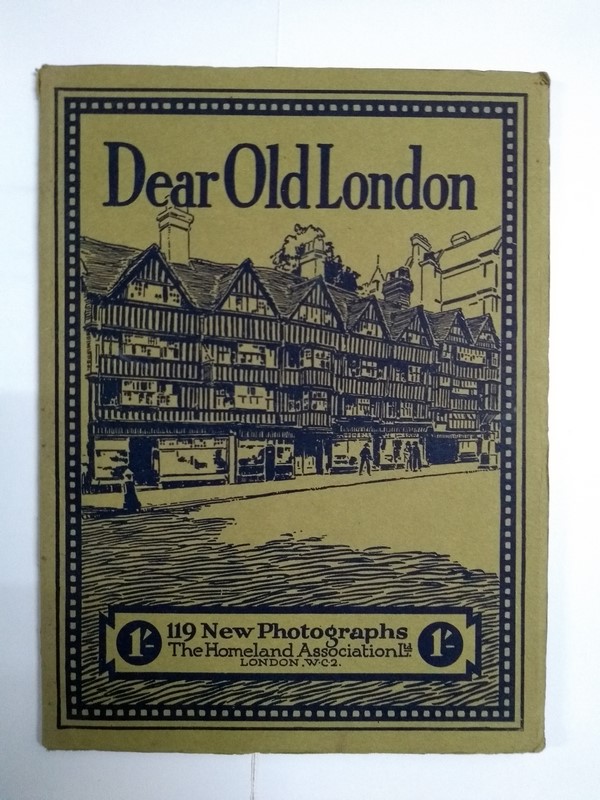 Dear Old London
1/-
119 New Photographs
The Homeland Association Ltd.
LONDON. W.C.2.
1/-